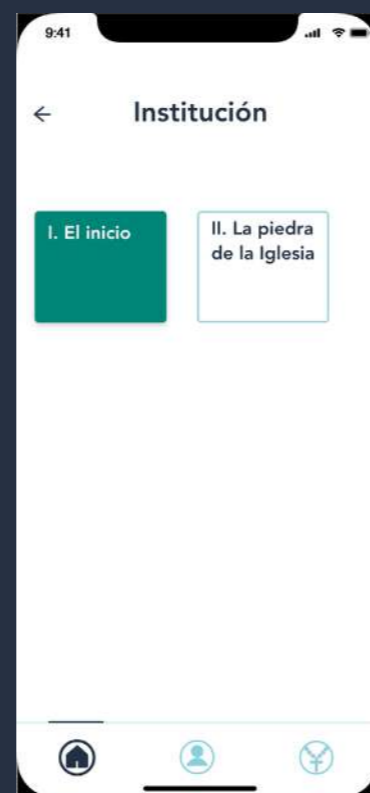 9:41
Institución
I. El inicio
II. La piedra
de la Iglesia